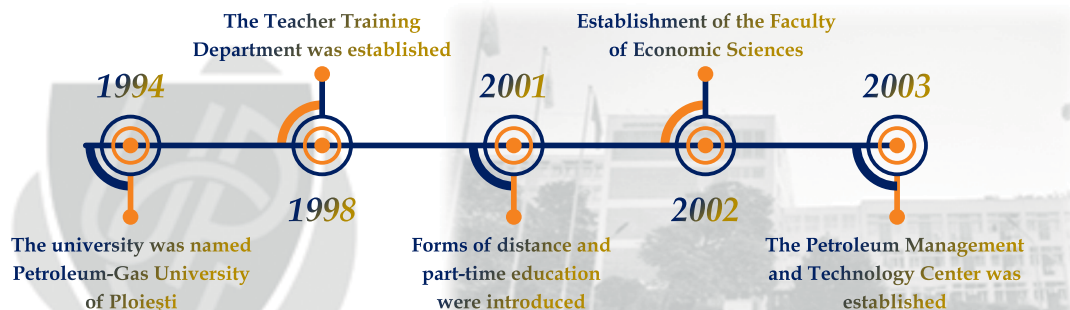 1994
The university was named
Petroleum-Gas University
of Ploiești
The Teacher Training
Department was established
1998
2001
Forms of distance and
part-time education
were introduced
Establishment of the Faculty
of Economic Sciences
2002
2003
The Petroleum Management
and Technology Center was
established